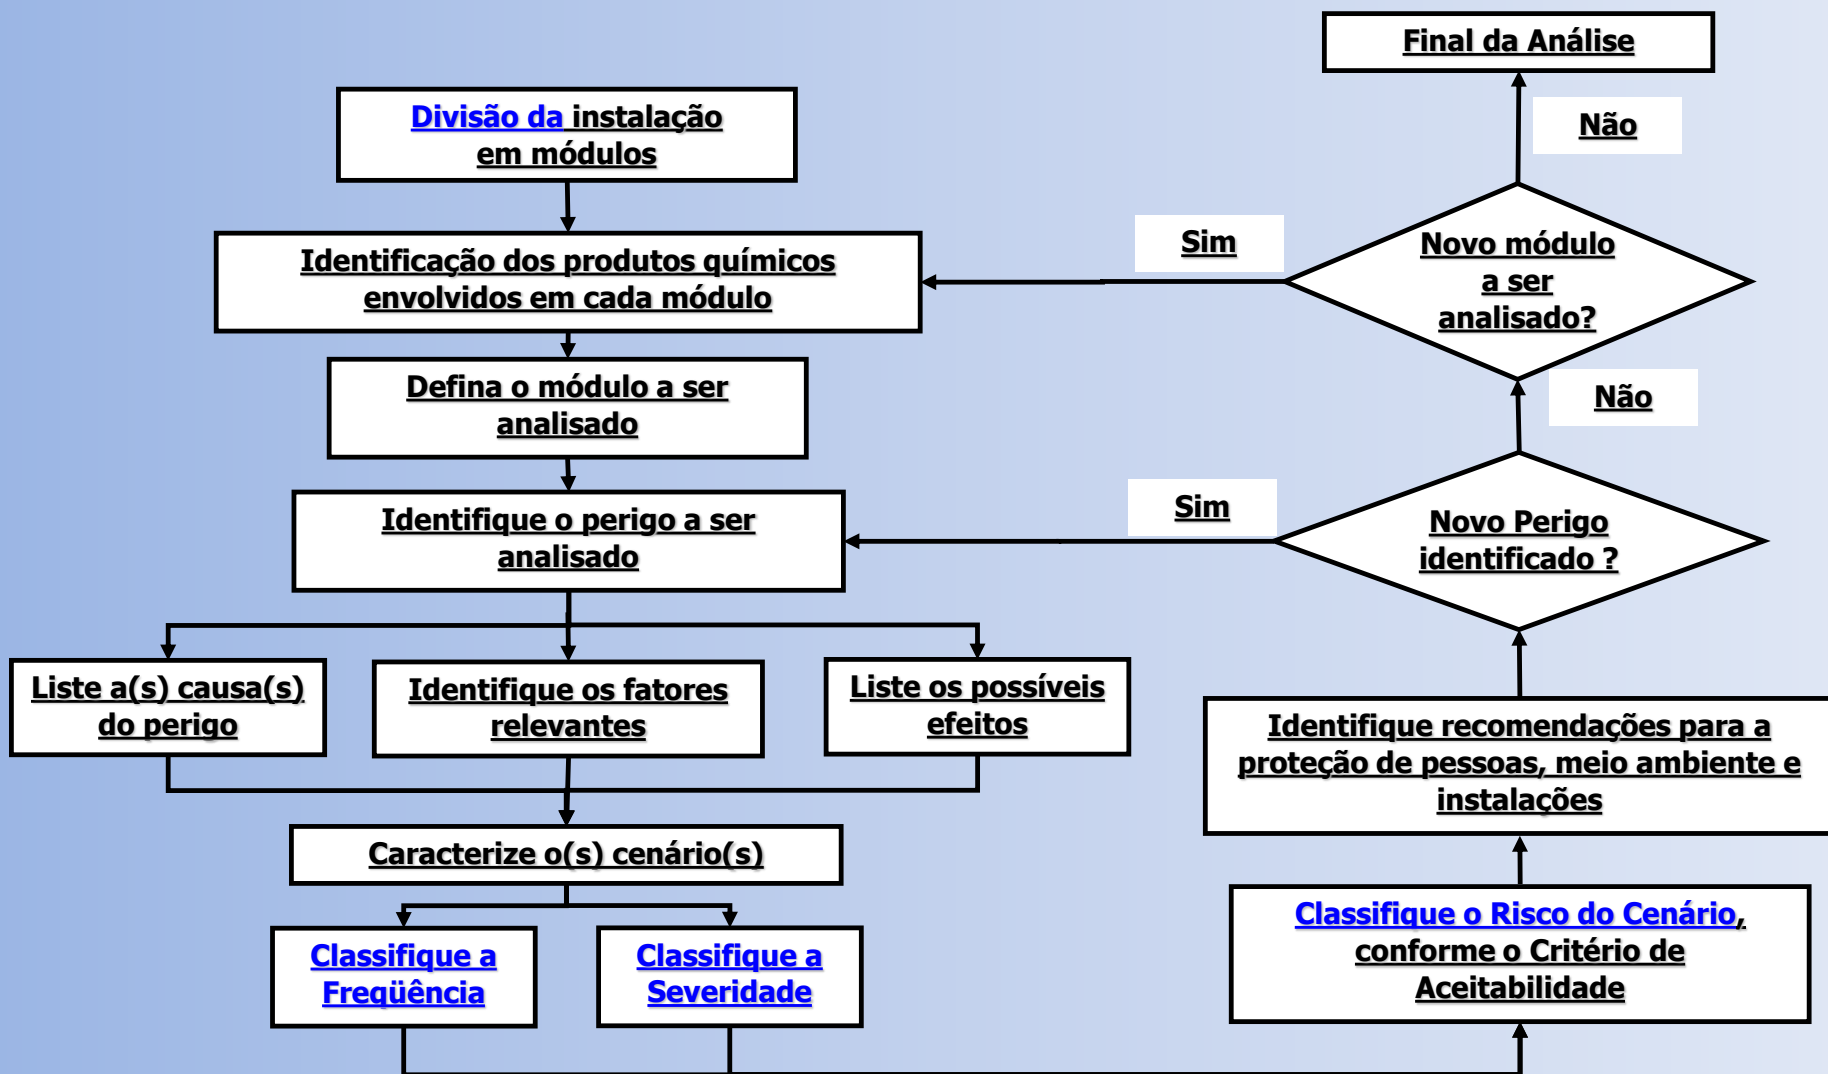 Final da Análise
Não
Divisão da instalação
em módulos
Sim
Novo módulo
a ser
analisado?
Identificação dos produtos químicos
envolvidos em cada módulo
Não
Defina o módulo a ser
analisado
Sim
Novo Perigo
identificado ?
Identifique o perigo a ser
analisado
Liste a(s) causa(s)
do perigo
Identifique os fatores
relevantes
Liste os possíveis
efeitos
Identifique recomendações para a
proteção de pessoas, meio ambiente e
instalações
Caracterize o(s) cenário(s)
Classifique o Risco do Cenário,
conforme o Critério de
Aceitabilidade
Classifique a
Freqüência
Classifique a
Severidade